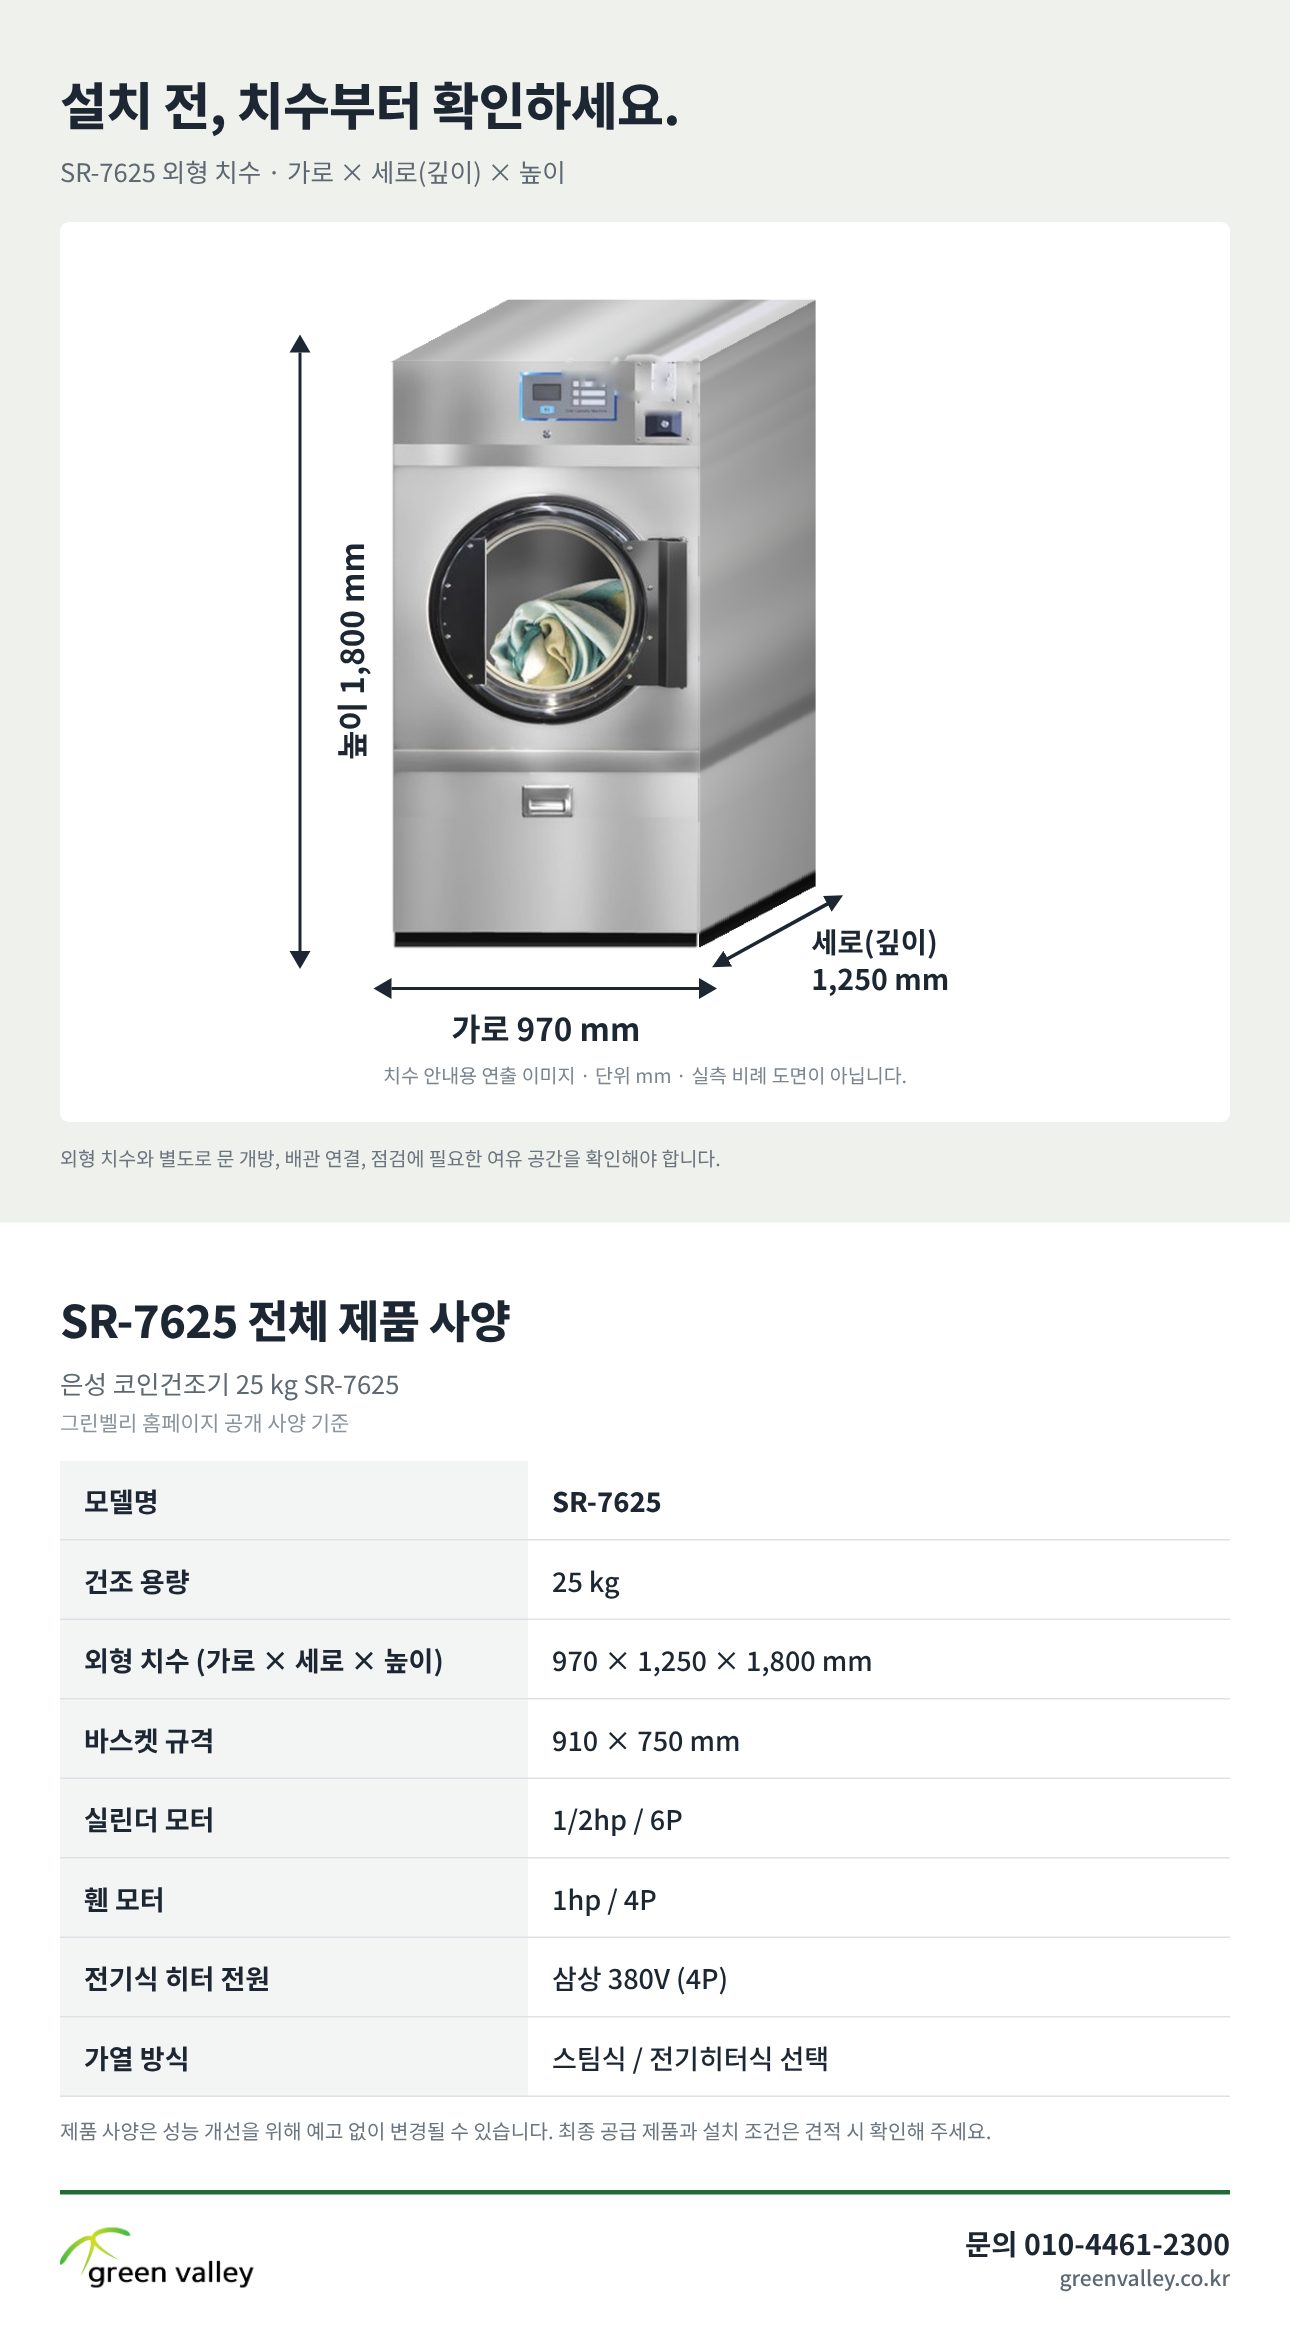 설치 전, 치수부터 확인하세요.
SR-7625 외형 치수 · 가로 × 세로(깊이) × 높이
높이 1,800 mm
세로(깊이)
1,250 mm
가로 970 mm
치수 안내용 연출 이미지 · 단위 mm · 실측 비례 도면이 아닙니다.
외형 치수와 별도로 문 개방, 배관 연결, 점검에 필요한 여유 공간을 확인해야 합니다.
SR-7625 전체 제품 사양
은성 코인건조기 25 kg SR-7625
그린벨리 홈페이지 공개 사양 기준
모델명 SR-7625
건조 용량 25 kg
외형 치수 (가로 × 세로 × 높이) 970 × 1,250 × 1,800 mm
바스켓 규격 910 × 750 mm
실린더 모터 1/2hp / 6P
휀 모터 1hp / 4P
전기식 히터 전원 삼상 380V (4P)
가열 방식 스팀식 / 전기히터식 선택
제품 사양은 성능 개선을 위해 예고 없이 변경될 수 있습니다. 최종 공급 제품과 설치 조건은 견적 시 확인해 주세요.
green valley
문의 010-4461-2300
greenvalley.co.kr